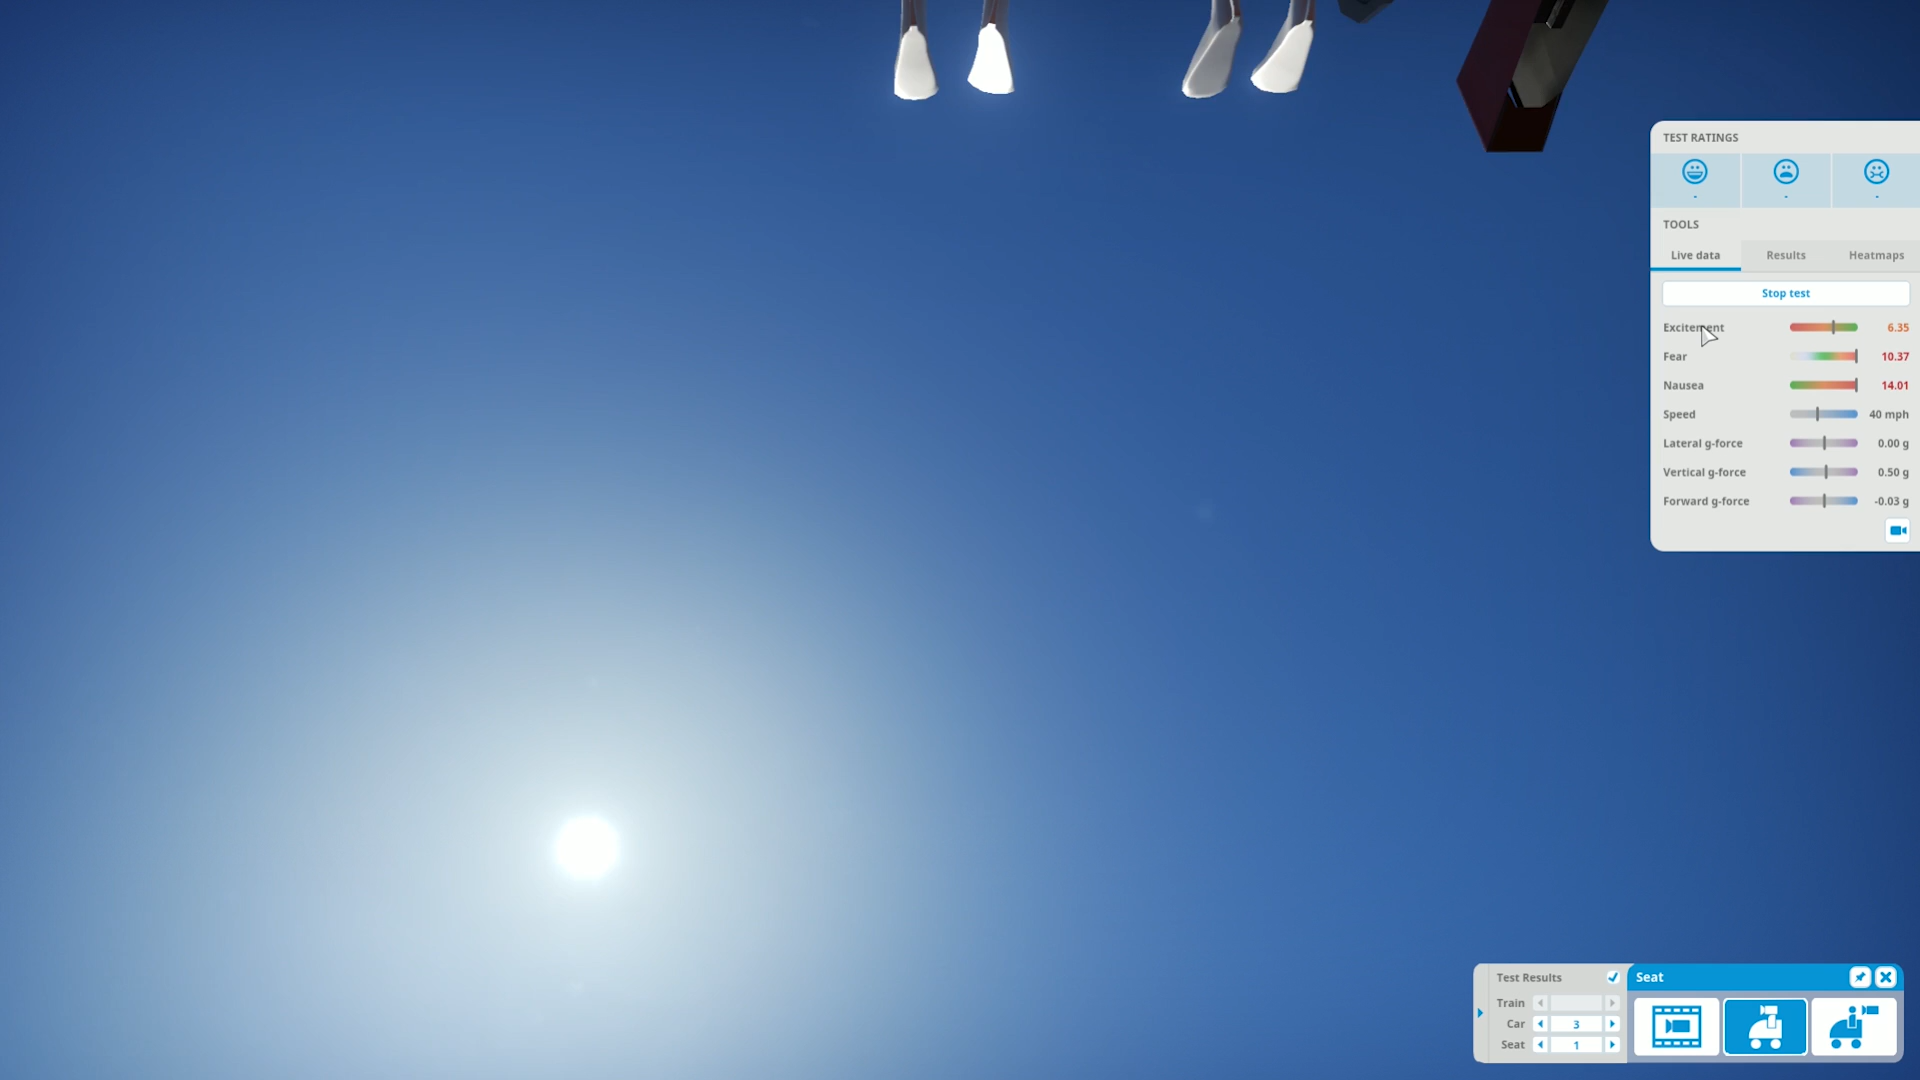 TEST RATINGS
- - -
TOOLS
Live data Results Heatmaps
Stop test
Excitement 6.35
Fear 10.37
Nausea 14.01
Speed 40 mph
Lateral g-force 0.00 g
Vertical g-force 0.50 g
Forward g-force -0.03 g
Test Results
Seat
Train
Car 3
Seat 1